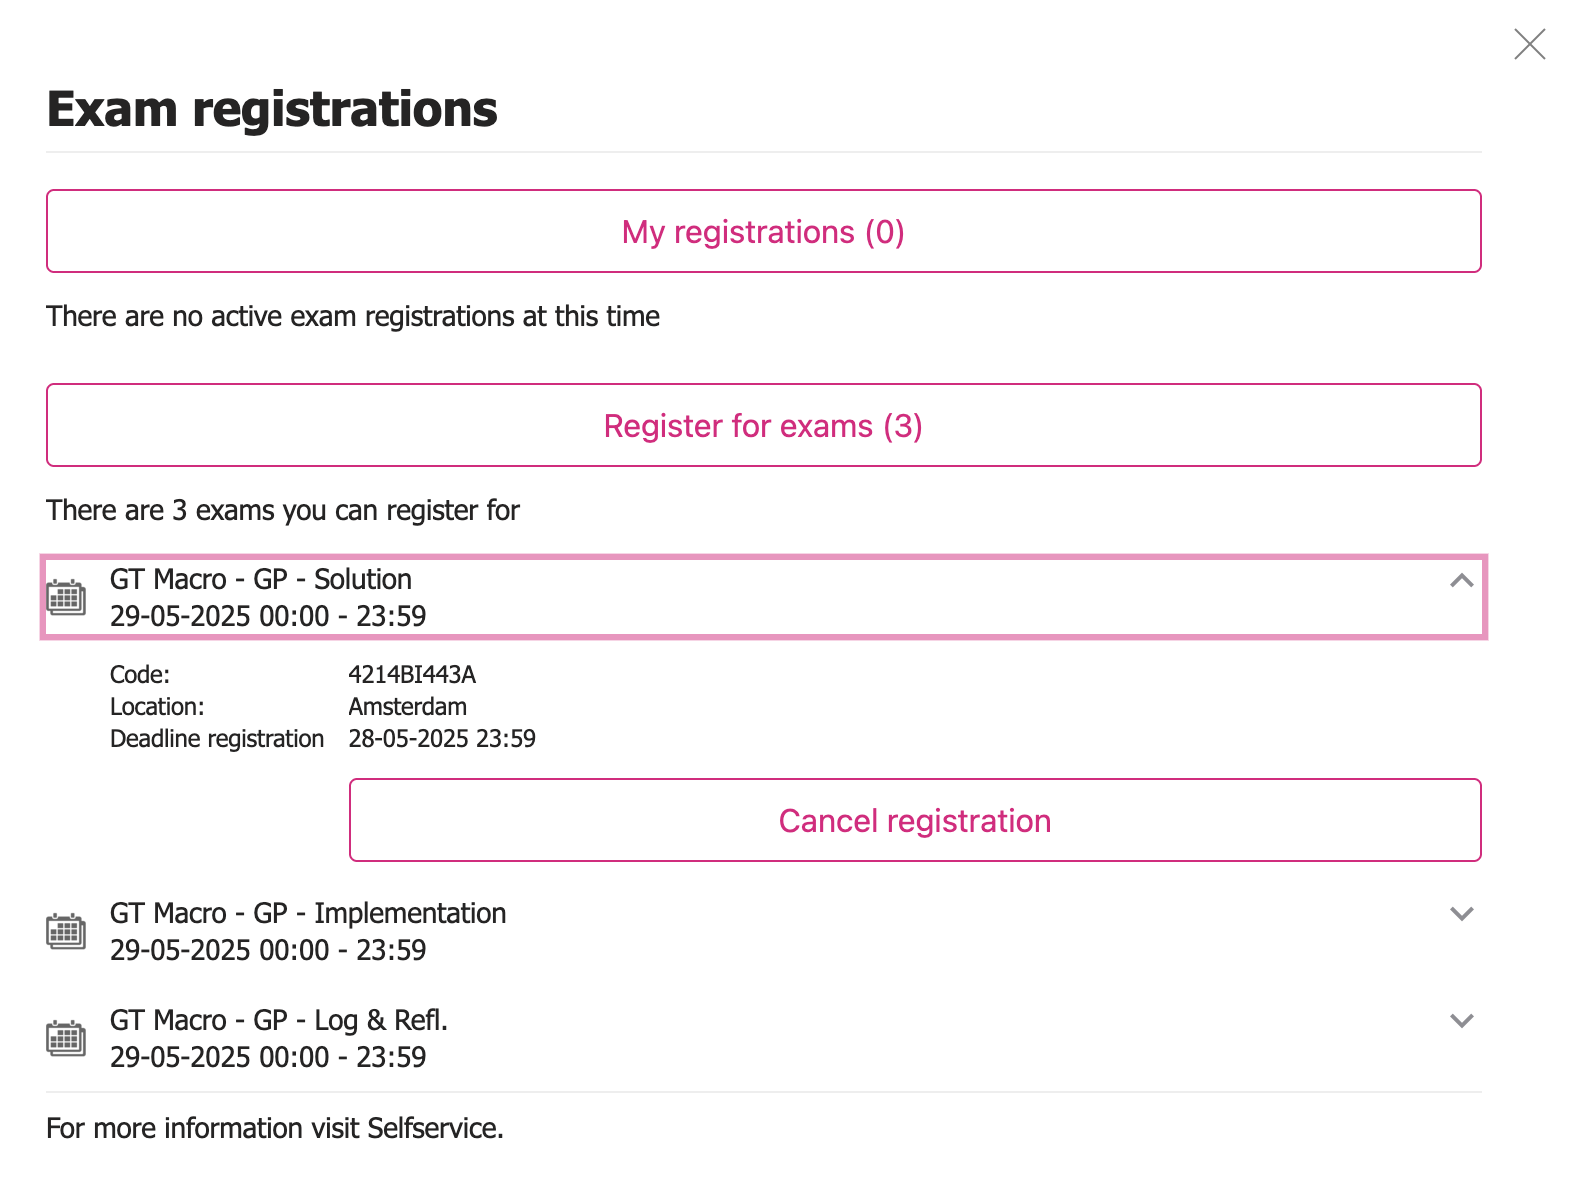 Exam registrations
My registrations (0)
There are no active exam registrations at this time
Register for exams (3)
There are 3 exams you can register for
GT Macro - GP - Solution
29-05-2025 00:00 - 23:59
Code: 4214BI443A
Location: Amsterdam
Deadline registration 28-05-2025 23:59
Cancel registration
GT Macro - GP - Implementation
29-05-2025 00:00 - 23:59
GT Macro - GP - Log & Refl.
29-05-2025 00:00 - 23:59
For more information visit Selfservice.